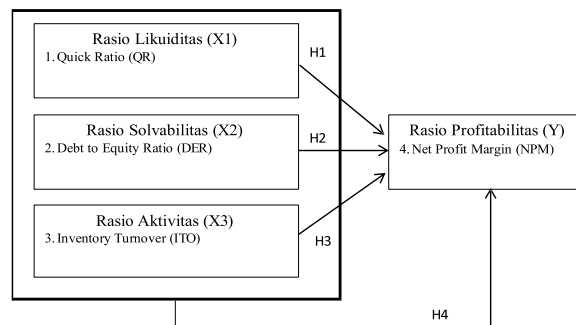 Rasio Likuiditas (X1)
1. Quick Ratio (QR)
H1
Rasio Solvabilitas (X2)
2. Debt to Equity Ratio (DER)
H2
Rasio Profitabilitas (Y)
4. Net Profit Margin (NPM)
Rasio Aktivitas (X3)
3. Inventory Turnover (ITO)
H3
H4